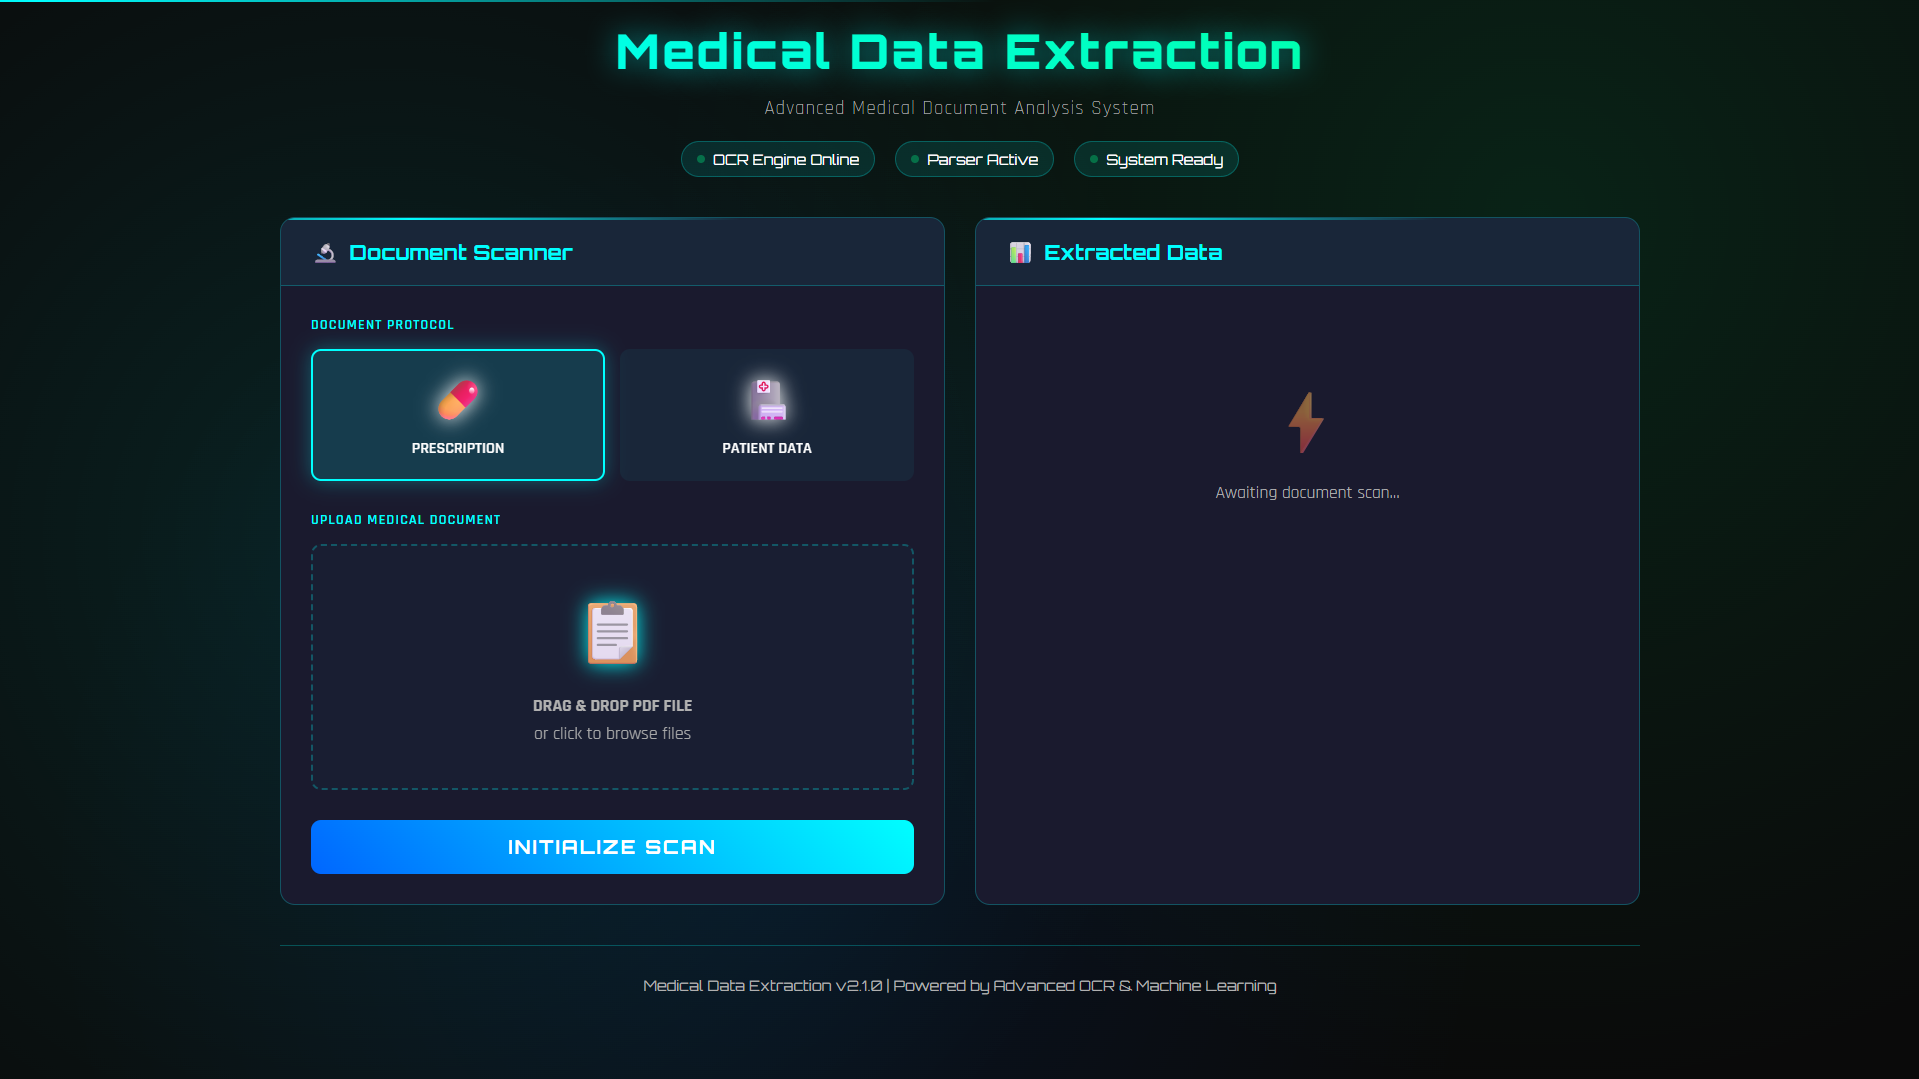 Medical Data Extraction
Advanced Medical Document Analysis System
OCR Engine Online
Parser Active
System Ready
Document Scanner
DOCUMENT PROTOCOL
PRESCRIPTION
PATIENT DATA
UPLOAD MEDICAL DOCUMENT
DRAG & DROP PDF FILE
or click to browse files
INITIALIZE SCAN
Extracted Data
Awaiting document scan...
Medical Data Extraction v2.1.0 | Powered by Advanced OCR & Machine Learning